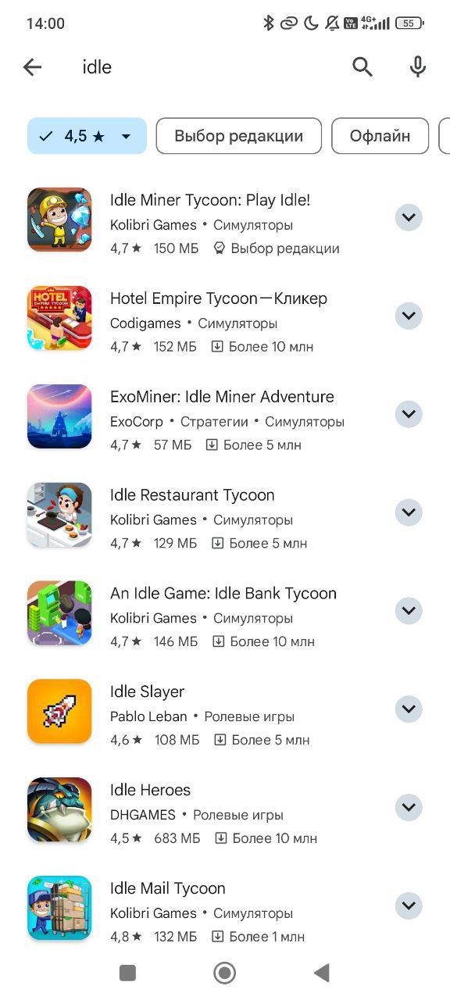 14:00
Vo LTE 4G+ 55
idle
4,5 ★
Выбор редакции
Офлайн
Idle Miner Tycoon: Play Idle!
Kolibri Games • Симуляторы
4,7 ★ 150 МБ Выбор редакции
HOTEL
EMPIRE TYCOON
Hotel Empire Tycoon—Кликер
Codigames • Симуляторы
4,7 ★ 152 МБ Более 10 млн
ExoMiner: Idle Miner Adventure
ExoCorp • Стратегии • Симуляторы
4,7 ★ 57 МБ Более 5 млн
Idle Restaurant Tycoon
Kolibri Games • Симуляторы
4,7 ★ 129 МБ Более 5 млн
An Idle Game: Idle Bank Tycoon
Kolibri Games • Симуляторы
4,7 ★ 146 МБ Более 10 млн
Idle Slayer
Pablo Leban • Ролевые игры
4,6 ★ 108 МБ Более 5 млн
Idle Heroes
DHGAMES • Ролевые игры
4,5 ★ 683 МБ Более 10 млн
Idle Mail Tycoon
Kolibri Games • Симуляторы
4,8 ★ 132 МБ Более 1 млн